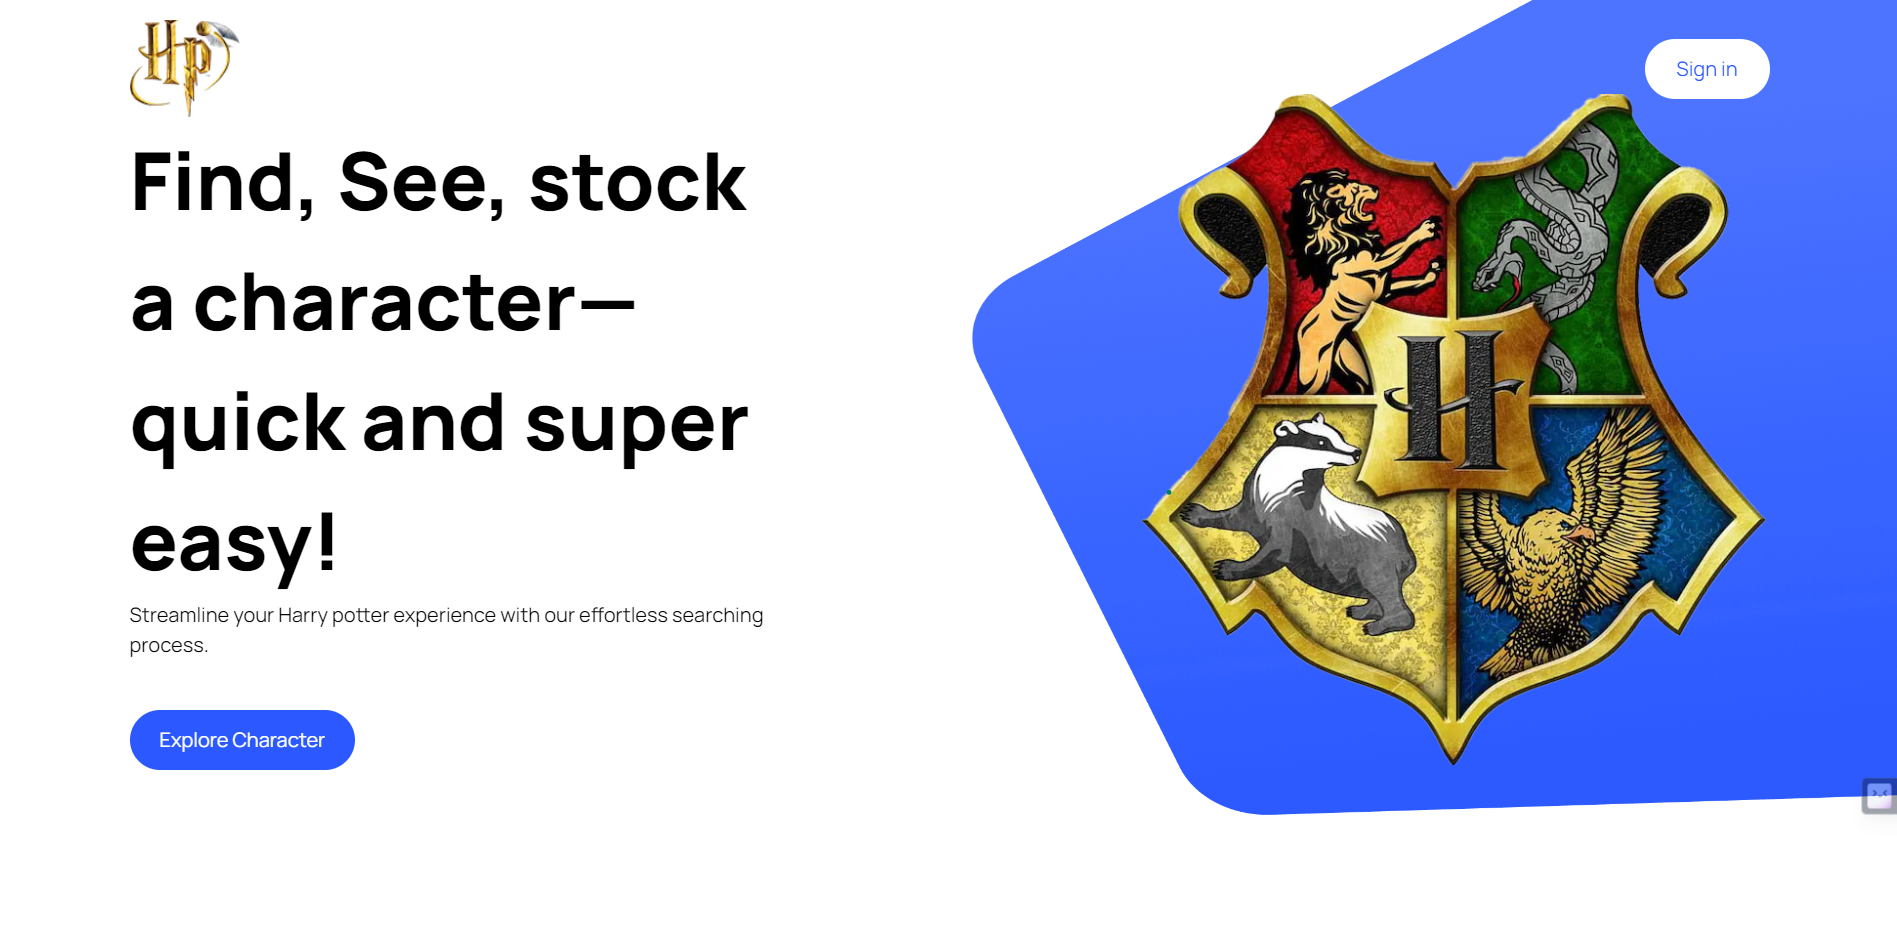 Hp
Sign in
Find, See, stock
a character—
quick and super
easy!
Streamline your Harry potter experience with our effortless searching
process.
Explore Character
H